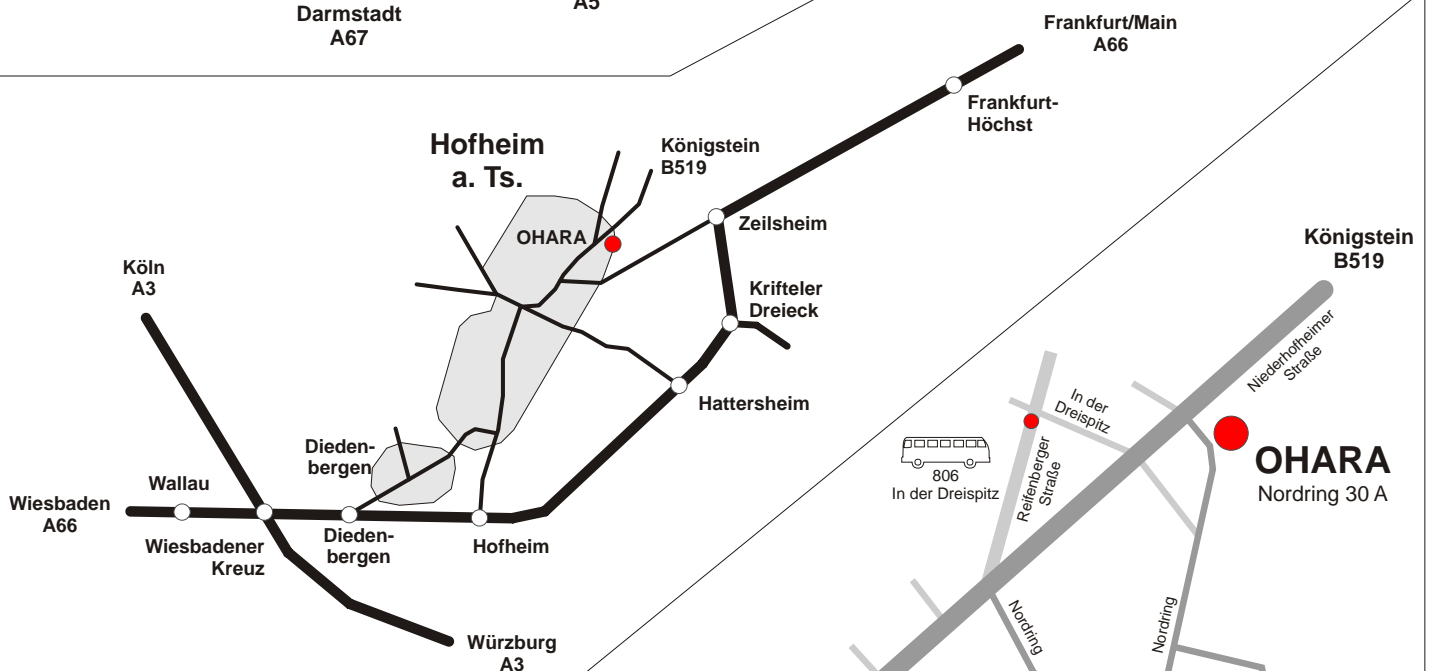 Darmstadt
A67
A5
Frankfurt/Main
A66
Frankfurt-
Höchst
Hofheim
a. Ts.
Königstein
B519
OHARA
Zeilsheim
Köln
A3
Krifteler
Dreieck
Hattersheim
Dieden-
bergen
Wallau
Wiesbaden
A66
Wiesbadener
Kreuz
Dieden-
bergen
Hofheim
Würzburg
A3
Königstein
B519
Niederhofheimer
Straße
In der
Dreispitz
806
In der Dreispitz
Reifenberger
Straße
OHARA
Nordring 30 A
Nordring
Nordring